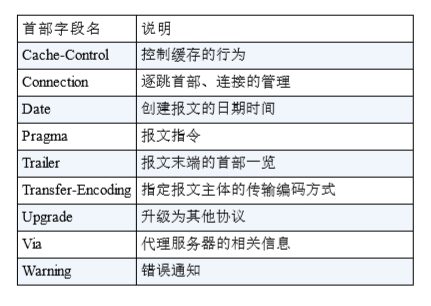 首部字段名 说明
Cache-Control 控制缓存的行为
Connection 逐跳首部、连接的管理
Date 创建报文的日期时间
Pragma 报文指令
Trailer 报文末端的首部一览
Transfer-Encoding 指定报文主体的传输编码方式
Upgrade 升级为其他协议
Via 代理服务器的相关信息
Warning 错误通知